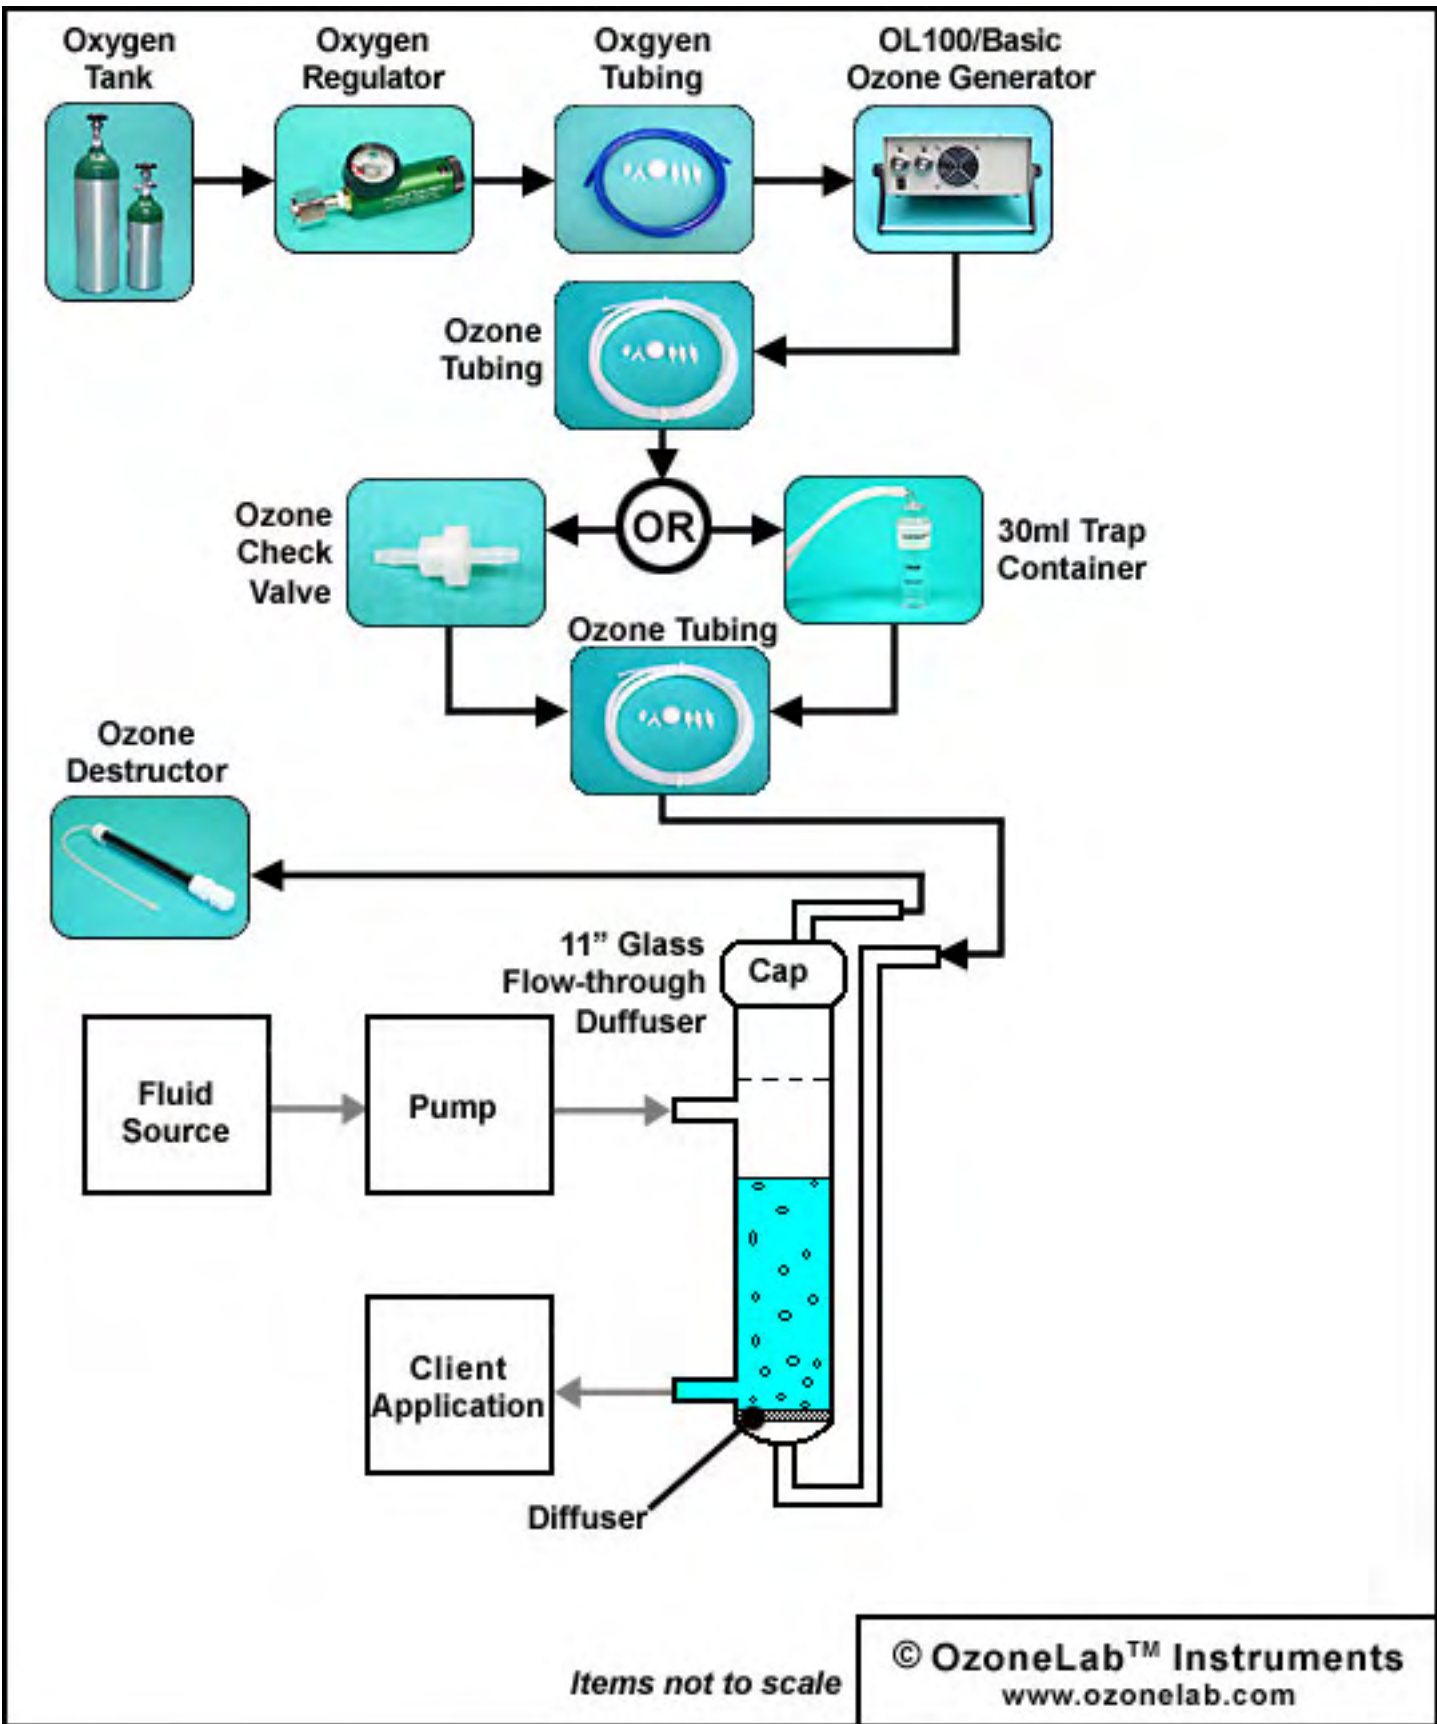 Oxygen
Tank
Oxygen
Regulator
Oxgyen
Tubing
OL100/Basic
Ozone Generator
Ozone
Tubing
OR
Ozone
Check
Valve
30ml Trap
Container
Ozone Tubing
Ozone
Destructor
11” Glass
Flow-through
Duffuser
Cap
Fluid
Source
Pump
Client
Application
Diffuser
Items not to scale
© OzoneLab™ Instruments
www.ozonelab.com